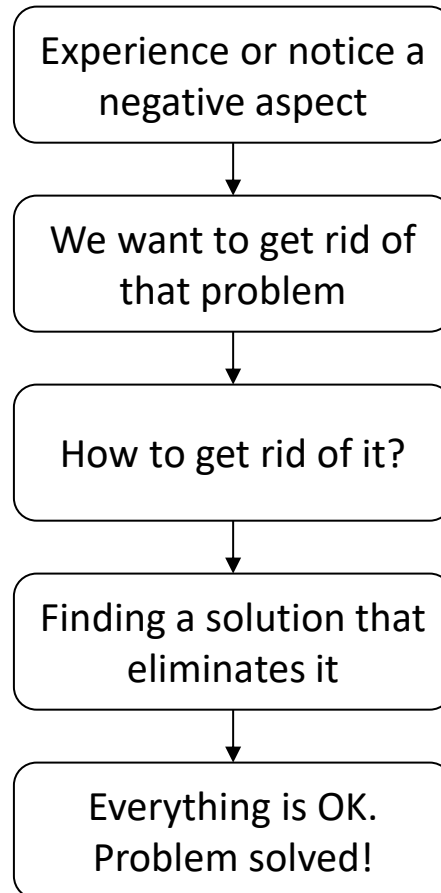 Experience or notice a
negative aspect
We want to get rid of
that problem
How to get rid of it?
Finding a solution that
eliminates it
Everything is OK.
Problem solved!